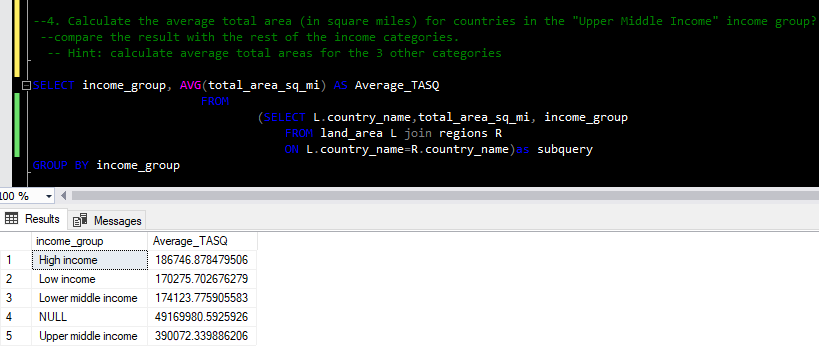 --4. Calculate the average total area (in square miles) for countries in the "Upper Middle Income" income group?
--compare the result with the rest of the income categories.
-- Hint: calculate average total areas for the 3 other categories
SELECT income_group, AVG(total_area_sq_mi) AS Average_TASQ
FROM
(SELECT L.country_name,total_area_sq_mi, income_group
FROM land_area L join regions R
ON L.country_name=R.country_name)as subquery
GROUP BY income_group
100 %
Results Messages
income_group Average_TASQ
1 High income 186746.878479506
2 Low income 170275.702676279
3 Lower middle income 174123.775905583
4 NULL 49169980.5925926
5 Upper middle income 390072.339886206